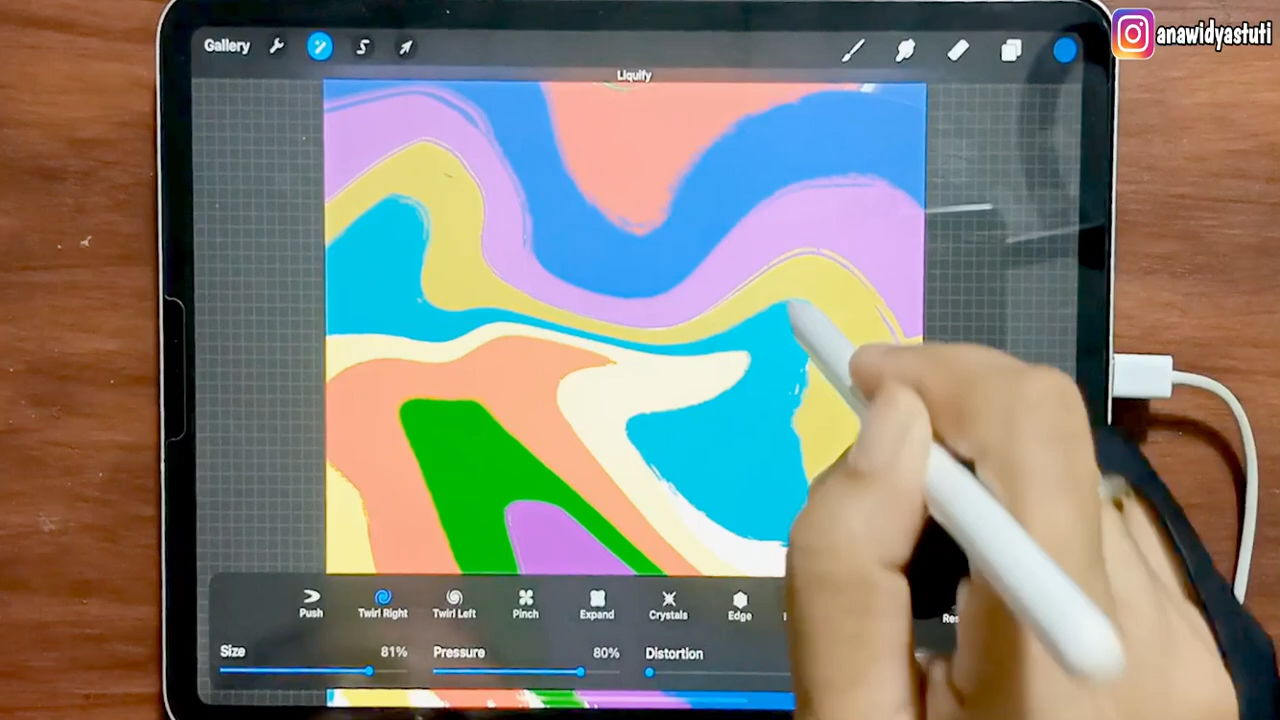 anawidyastuti
Gallery
Liquify
Push Twirl Right Twirl Left Pinch Expand Crystals Edge
Size 81% Pressure 80% Distortion